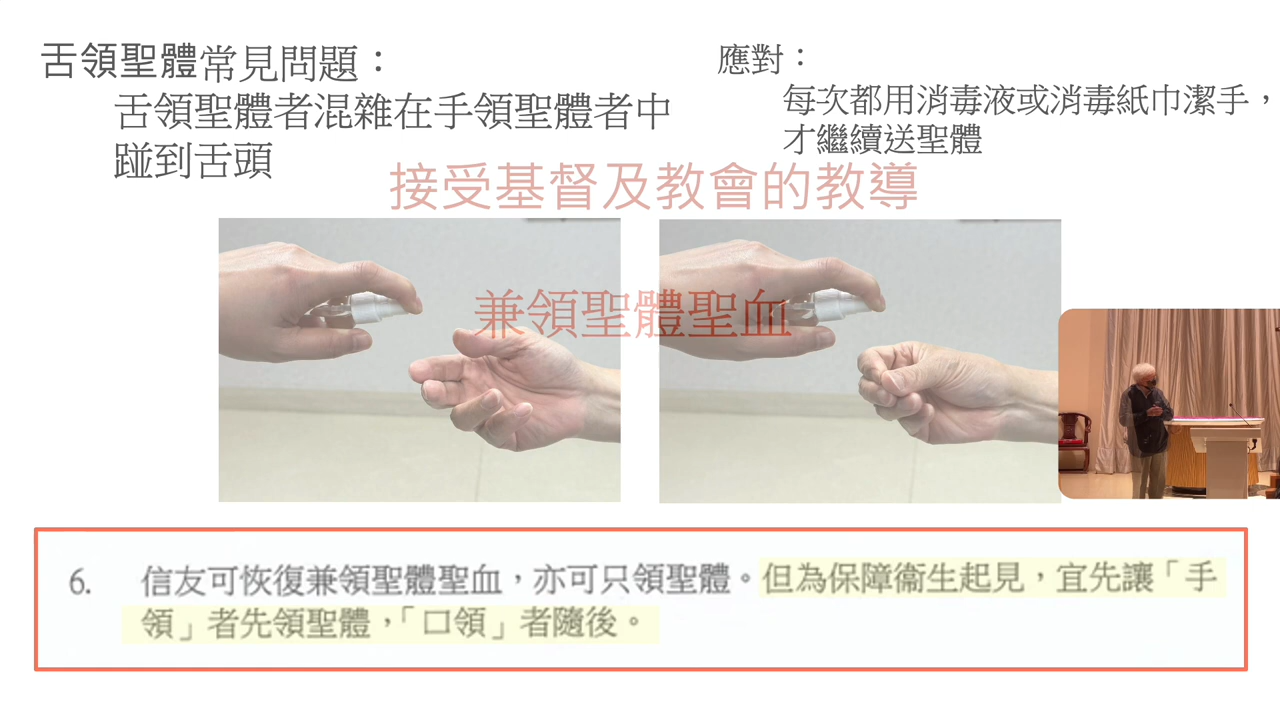 舌領聖體常見問題：
舌領聖體者混雜在手領聖體者中
踫到舌頭
應對：
每次都用消毒液或消毒紙巾潔手，
才繼續送聖體
接受基督及教會的教導
兼領聖體聖血
6. 信友可恢復兼領聖體聖血，亦可只領聖體。但為保障衞生起見，宜先讓「手
領」者先領聖體，「口領」者隨後。